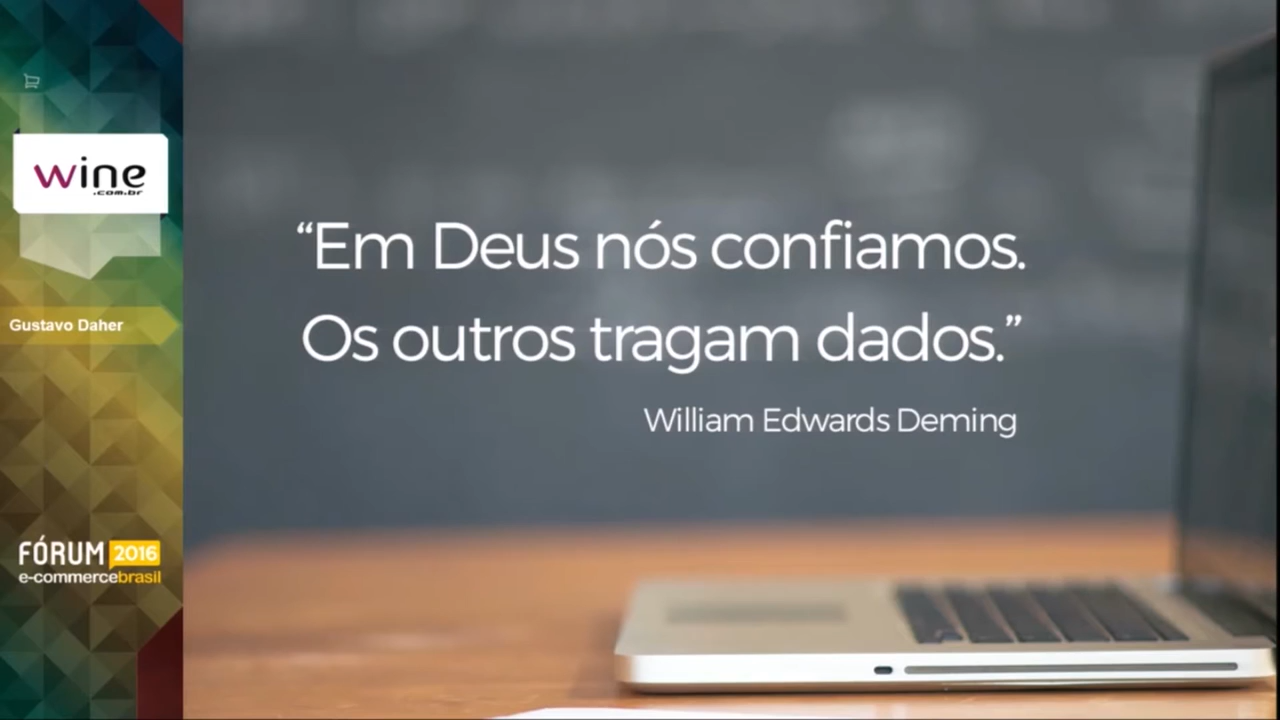 wine
.com.br
Gustavo Daher
FÓRUM 2016
e-commercebrasil
“Em Deus nós confiamos.
Os outros tragam dados.”
William Edwards Deming